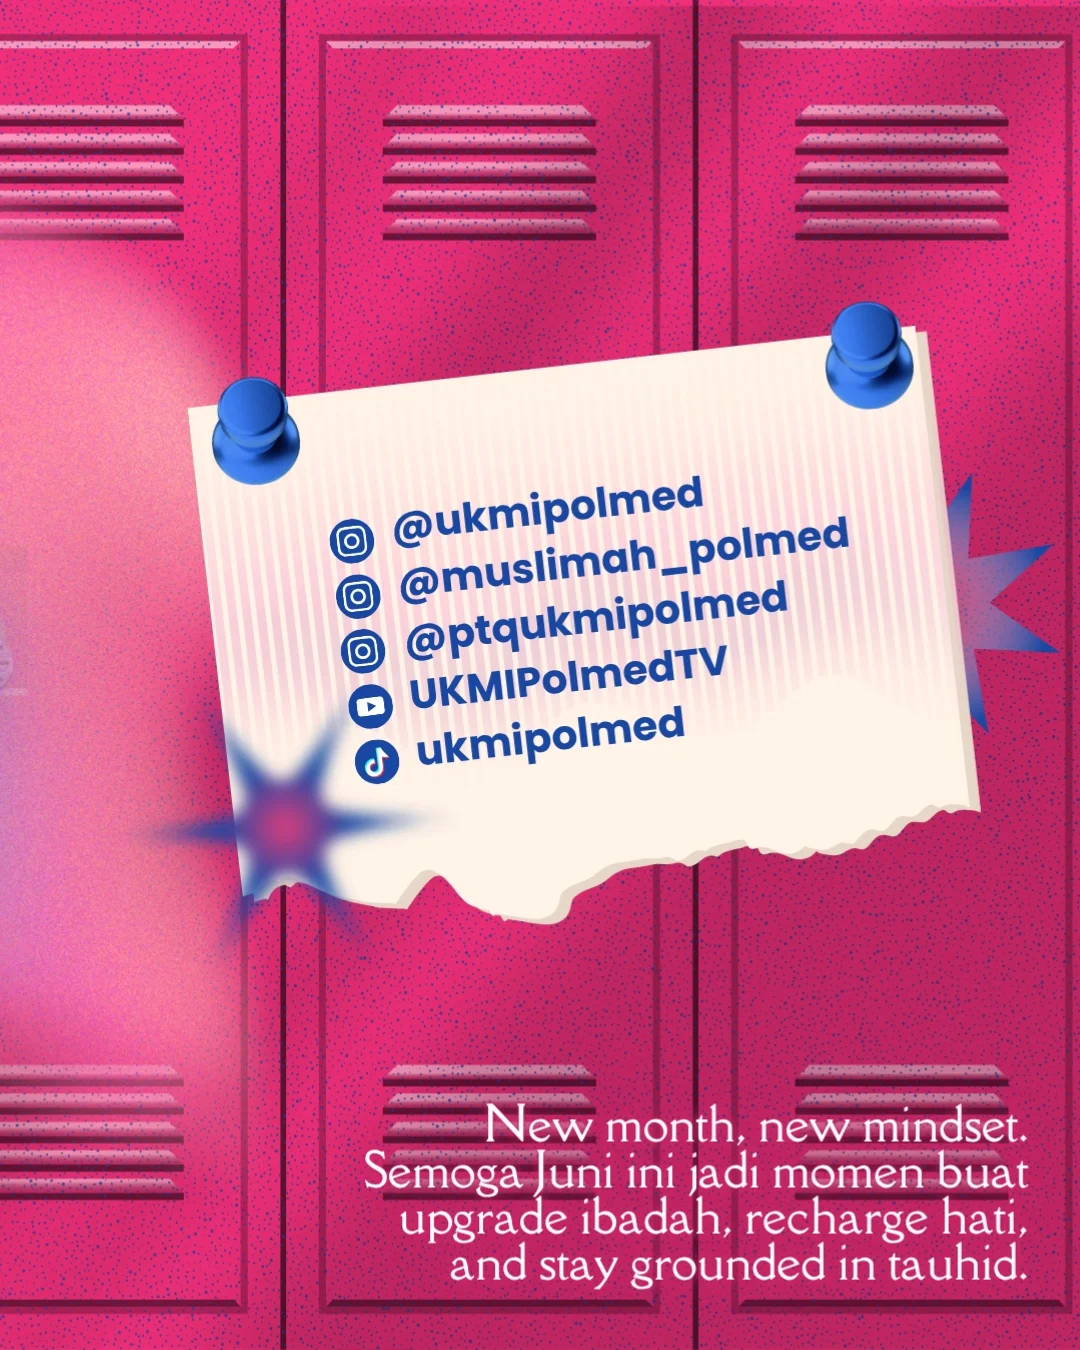 @ukmipolmed
@muslimah_polmed
@ptqukmipolmed
UKMIPolmedTV
ukmipolmed
New month, new mindset.
Semoga Juni ini jadi momen buat
upgrade ibadah, recharge hati,
and stay grounded in tauhid.